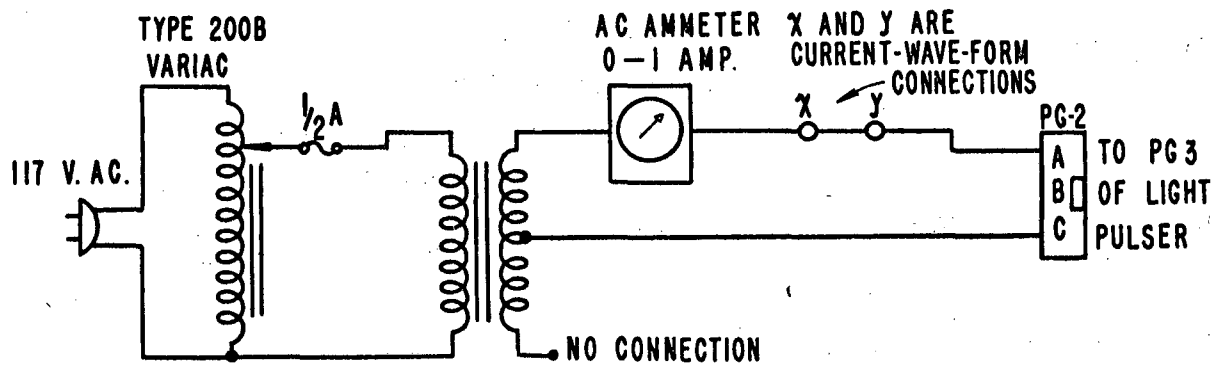 TYPE 200B
VARIAC
117 V. AC.
1/2 A
AC AMMETER
0-1 AMP.
X AND Y ARE
CURRENT-WAVE-FORM
CONNECTIONS
X
Y
PG-2
A
B
C
TO PG 3
OF LIGHT
PULSER
NO CONNECTION